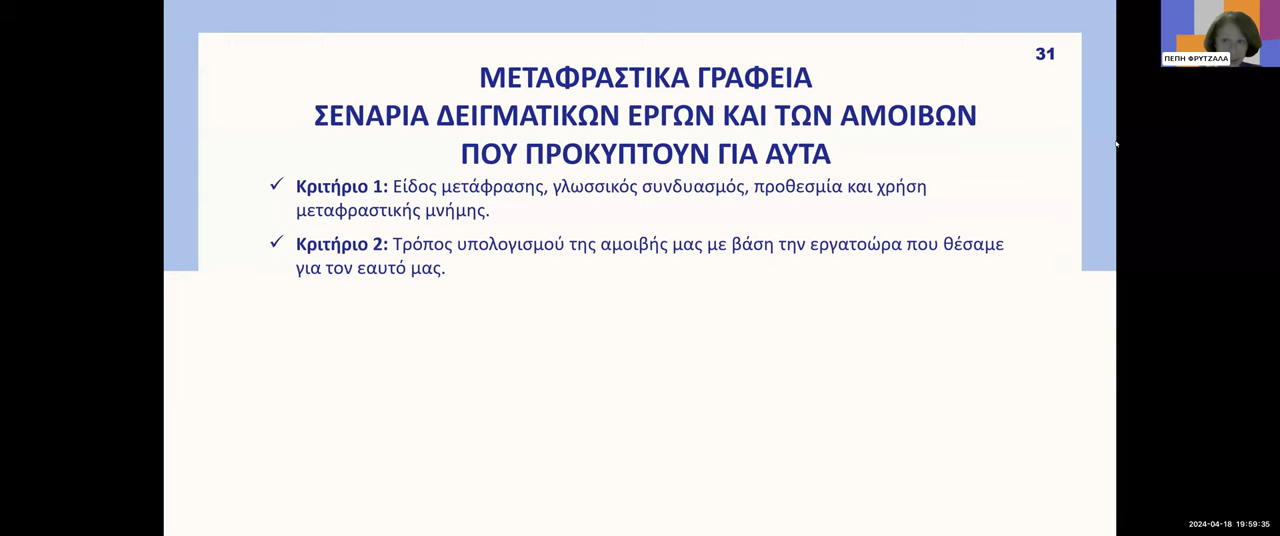 31
ΜΕΤΑΦΡΑΣΤΙΚΑ ΓΡΑΦΕΙΑ
ΣΕΝΑΡΙΑ ΔΕΙΓΜΑΤΙΚΩΝ ΕΡΓΩΝ ΚΑΙ ΤΩΝ ΑΜΟΙΒΩΝ
ΠΟΥ ΠΡΟΚΥΠΤΟΥΝ ΓΙΑ ΑΥΤΑ
✓ Κριτήριο 1: Είδος μετάφρασης, γλωσσικός συνδυασμός, προθεσμία και χρήση
μεταφραστικής μνήμης.
✓ Κριτήριο 2: Τρόπος υπολογισμού της αμοιβής μας με βάση την εργατοώρα που θέσαμε
για τον εαυτό μας.
ΠΕΠΗ ΦΡΥΤΖΑΛΑ
2024-04-18 19:59:35